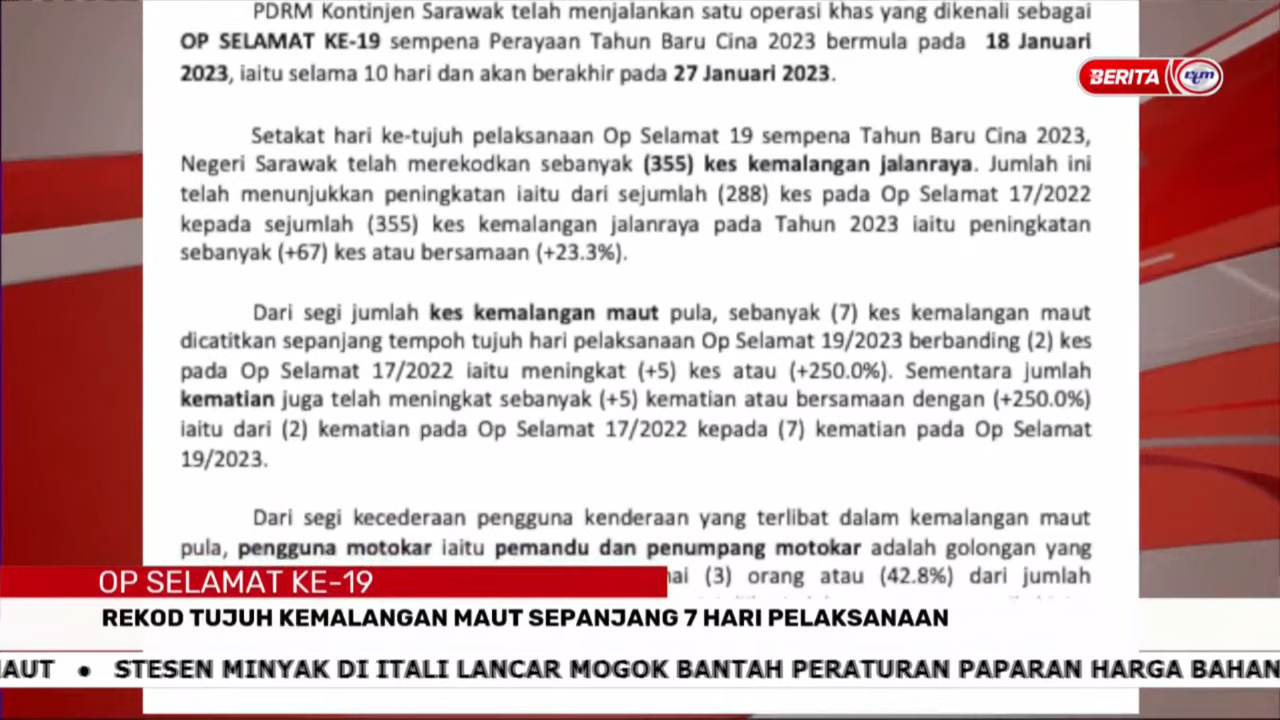 PDRM Kontinjen Sarawak telah menjalankan satu operasi khas yang dikenali sebagai
OP SELAMAT KE-19 sempena Perayaan Tahun Baru Cina 2023 bermula pada 18 Januari
2023, iaitu selama 10 hari dan akan berakhir pada 27 Januari 2023.
BERITA rtm
Setakat hari ke-tujuh pelaksanaan Op Selamat 19 sempena Tahun Baru Cina 2023,
Negeri Sarawak telah merekodkan sebanyak (355) kes kemalangan jalanraya. Jumlah ini
telah menunjukkan peningkatan iaitu dari sejumlah (288) kes pada Op Selamat 17/2022
kepada sejumlah (355) kes kemalangan jalanraya pada Tahun 2023 iaitu peningkatan
sebanyak (+67) kes atau bersamaan (+23.3%).
Dari segi jumlah kes kemalangan maut pula, sebanyak (7) kes kemalangan maut
dicatitkan sepanjang tempoh tujuh hari pelaksanaan Op Selamat 19/2023 berbanding (2) kes
pada Op Selamat 17/2022 iaitu meningkat (+5) kes atau (+250.0%). Sementara jumlah
kematian juga telah meningkat sebanyak (+5) kematian atau bersamaan dengan (+250.0%)
iaitu dari (2) kematian pada Op Selamat 17/2022 kepada (7) kematian pada Op Selamat
19/2023.
Dari segi kecederaan pengguna kenderaan yang terlibat dalam kemalangan maut
pula, pengguna motokar iaitu pemandu dan penumpang motokar adalah golongan yang
(3) orang atau (42.8%) dari jumlah
OP SELAMAT KE-19
REKOD TUJUH KEMALANGAN MAUT SEPANJANG 7 HARI PELAKSANAAN
AUT • STESEN MINYAK DI ITALI LANCAR MOGOK BANTAH PERATURAN PAPARAN HARGA BAHAN